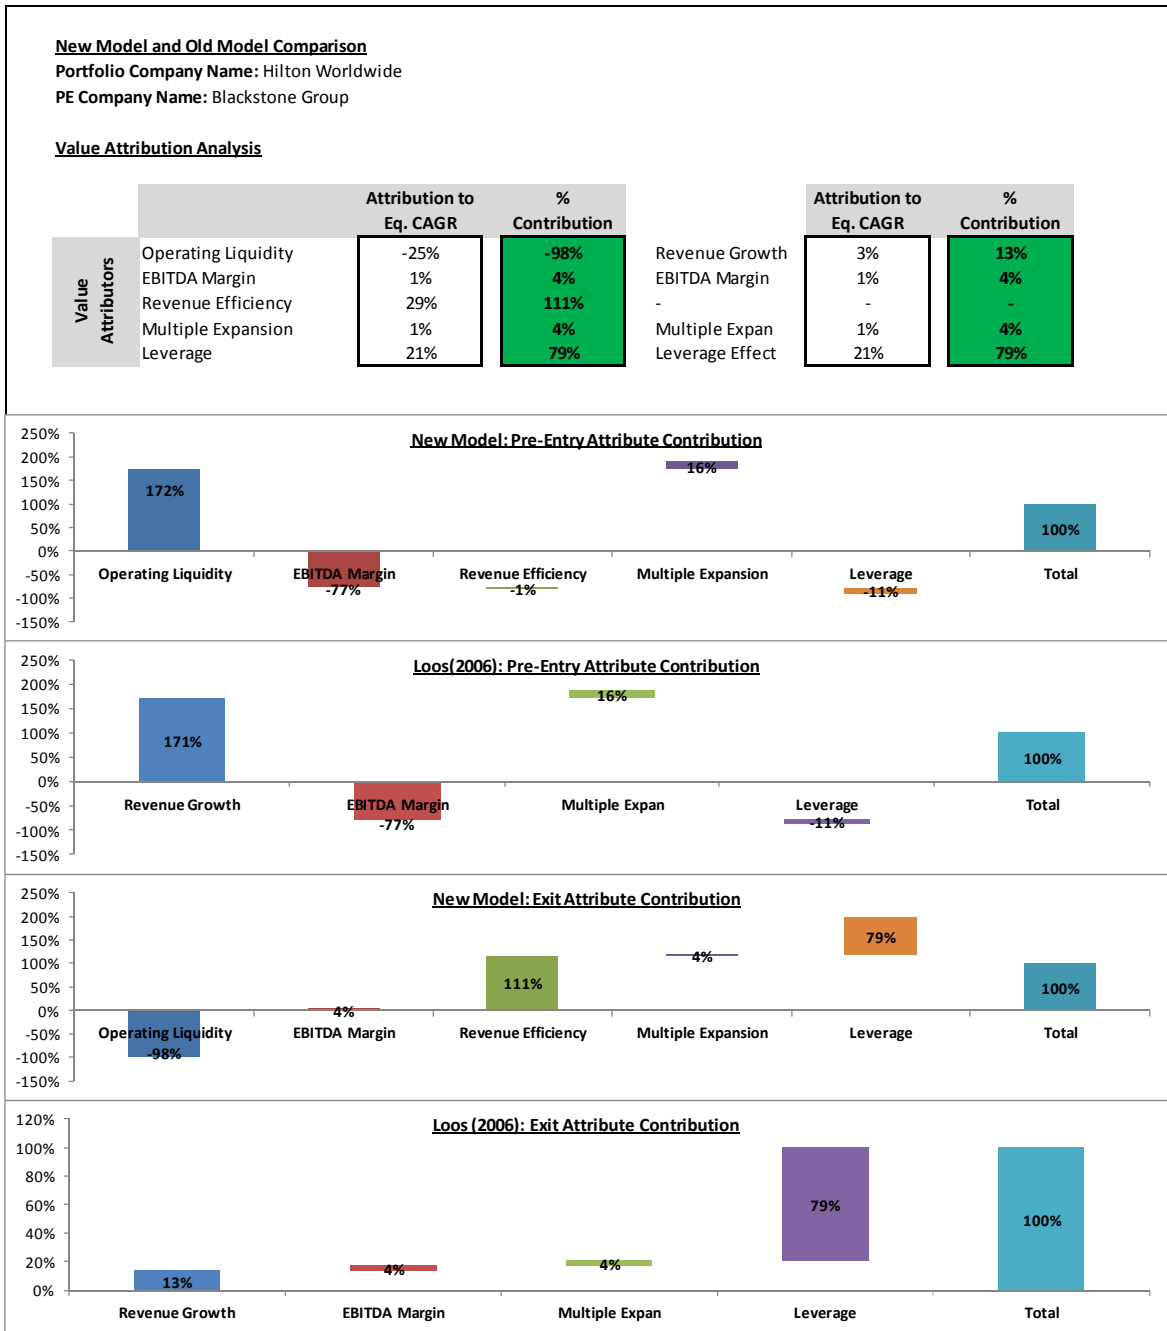 New Model and Old Model Comparison
Portfolio Company Name: Hilton Worldwide
PE Company Name: Blackstone Group
Value Attribution Analysis
Attribution to Eq. CAGR % Contribution Attribution to Eq. CAGR % Contribution
Value Attributors
Operating Liquidity -25% -98% Revenue Growth 3% 13%
EBITDA Margin 1% 4% EBITDA Margin 1% 4%
Revenue Efficiency 29% 111% - - -
Multiple Expansion 1% 4% Multiple Expan 1% 4%
Leverage 21% 79% Leverage Effect 21% 79%
New Model: Pre-Entry Attribute Contribution
250%
200%
150%
100%
50%
0%
-50%
-100%
-150%
172% 16% 100%
Operating Liquidity EBITDA Margin Revenue Efficiency Multiple Expansion Leverage Total
-77% -1% -11%
Loos(2006): Pre-Entry Attribute Contribution
250%
200%
150%
100%
50%
0%
-50%
-100%
-150%
171% 16% 100%
Revenue Growth EBITDA Margin Multiple Expan Leverage Total
-77% -11%
New Model: Exit Attribute Contribution
250%
200%
150%
100%
50%
0%
-50%
-100%
-150%
4% 111% 4% 79% 100%
Operating Liquidity EBITDA Margin Revenue Efficiency Multiple Expansion Leverage Total
-98%
Loos (2006): Exit Attribute Contribution
120%
100%
80%
60%
40%
20%
0%
13% 4% 4% 79% 100%
Revenue Growth EBITDA Margin Multiple Expan Leverage Total